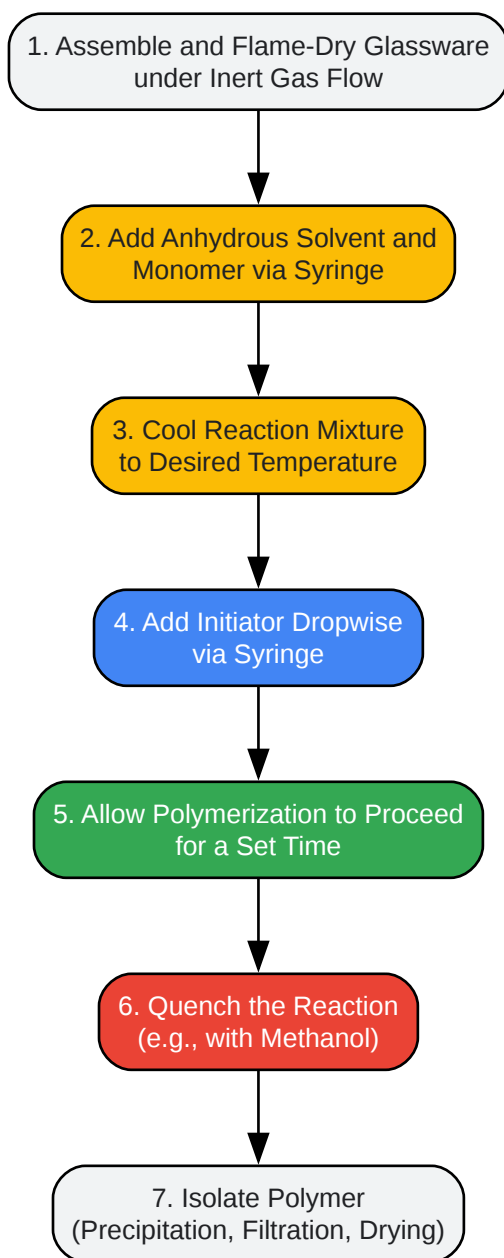 1. Assemble and Flame-Dry Glassware
under Inert Gas Flow
2. Add Anhydrous Solvent and
Monomer via Syringe
3. Cool Reaction Mixture
to Desired Temperature
4. Add Initiator Dropwise
via Syringe
5. Allow Polymerization to Proceed
for a Set Time
6. Quench the Reaction
(e.g., with Methanol)
7. Isolate Polymer
(Precipitation, Filtration, Drying)